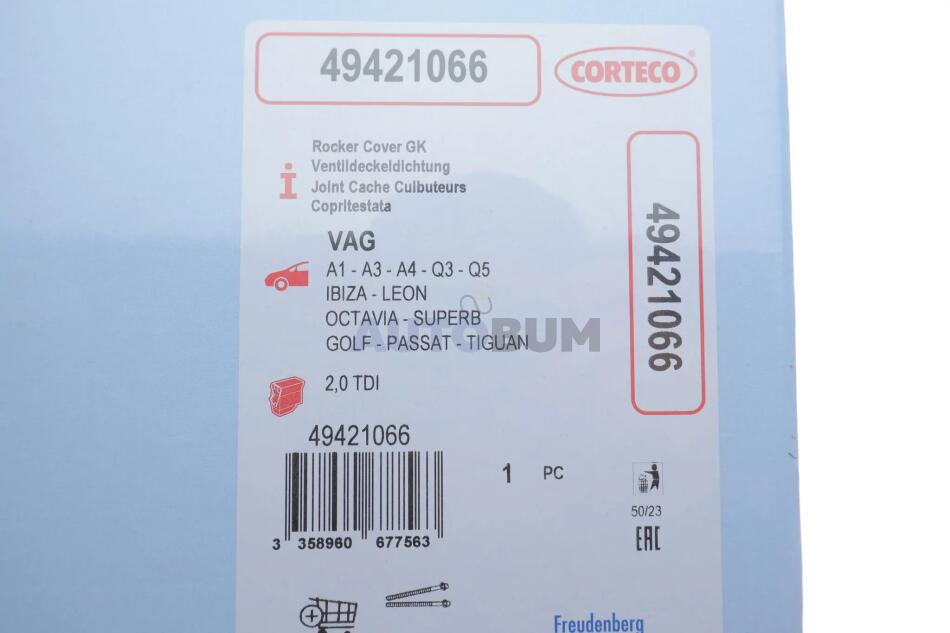 49421066
CORTECO®
Rocker Cover GK
Ventildeckeldichtung
Joint Cache Culbuteurs
Copritestata
49421066
VAG
A1 - A3 - A4 - Q3 - Q5
IBIZA - LEON
OCTAVIA - SUPERB
GOLF - PASSAT - TIGUAN
AUTOBUM
2,0 TDI
49421066
1 PC
50/23
3 358960 677563
EAC
Freudenberg